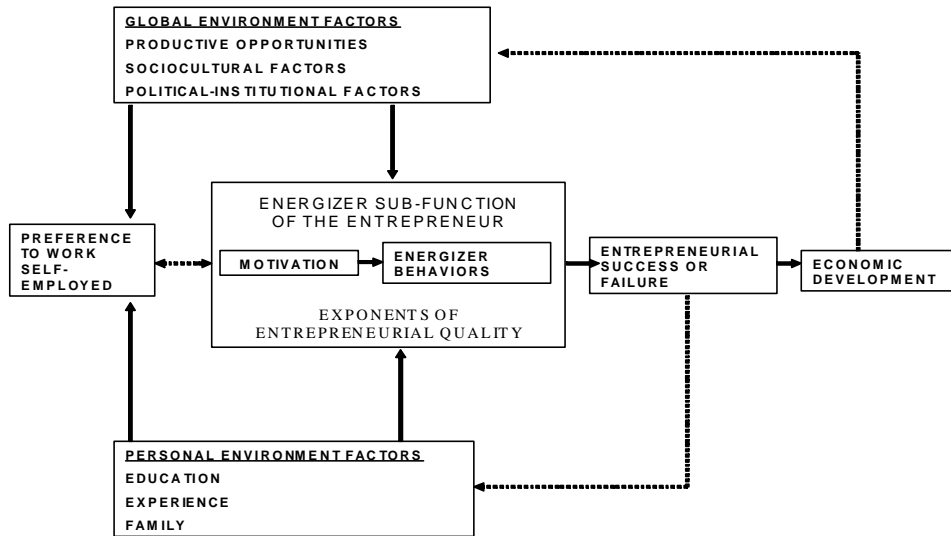 GLOBAL ENVIRONMENT FACTORS
PRODUCTIVE OPPORTUNITIES
SOCIOCULTURAL FACTORS
POLITICAL-INSTITUTIONAL FACTORS
ENERGIZER SUB-FUNCTION
OF THE ENTREPRENEUR
PREFERENCE
TO WORK
SELF-
EMPLOYED
MOTIVATION
ENERGIZER
BEHAVIORS
EXPONENTS OF
ENTREPRENEURIAL QUALITY
ENTREPRENEURIAL
SUCCESS OR
FAILURE
ECONOMIC
DEVELOPMENT
PERSONAL ENVIRONMENT FACTORS
EDUCATION
EXPERIENCE
FAMILY